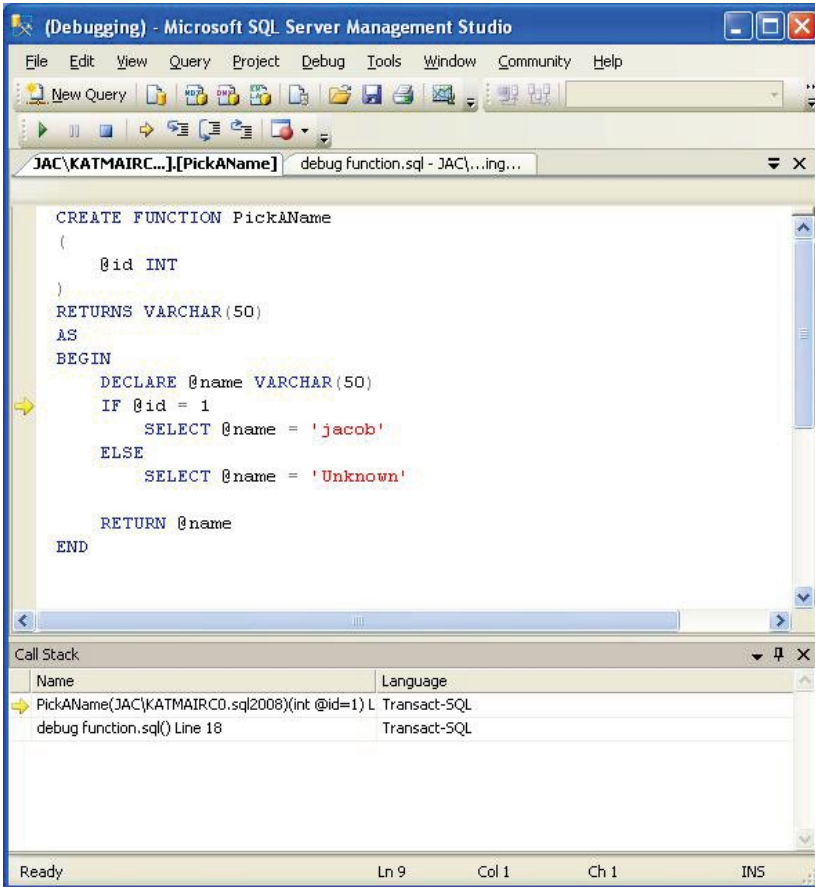 (Debugging) - Microsoft SQL Server Management Studio
File Edit View Query Project Debug Tools Window Community Help
New Query
JAC\KATMAIRC...].[PickAName] debug function.sql - JAC\...ing...
CREATE FUNCTION PickAName
(
@id INT
)
RETURNS VARCHAR(50)
AS
BEGIN
DECLARE @name VARCHAR(50)
IF @id = 1
SELECT @name = 'jacob'
ELSE
SELECT @name = 'Unknown'
RETURN @name
END
Call Stack
Name Language
PickAName(JAC\KATMAIRC0.sql2008)(int @id=1) L Transact-SQL
debug function.sql() Line 18 Transact-SQL
Ready Ln 9 Col 1 Ch 1 INS